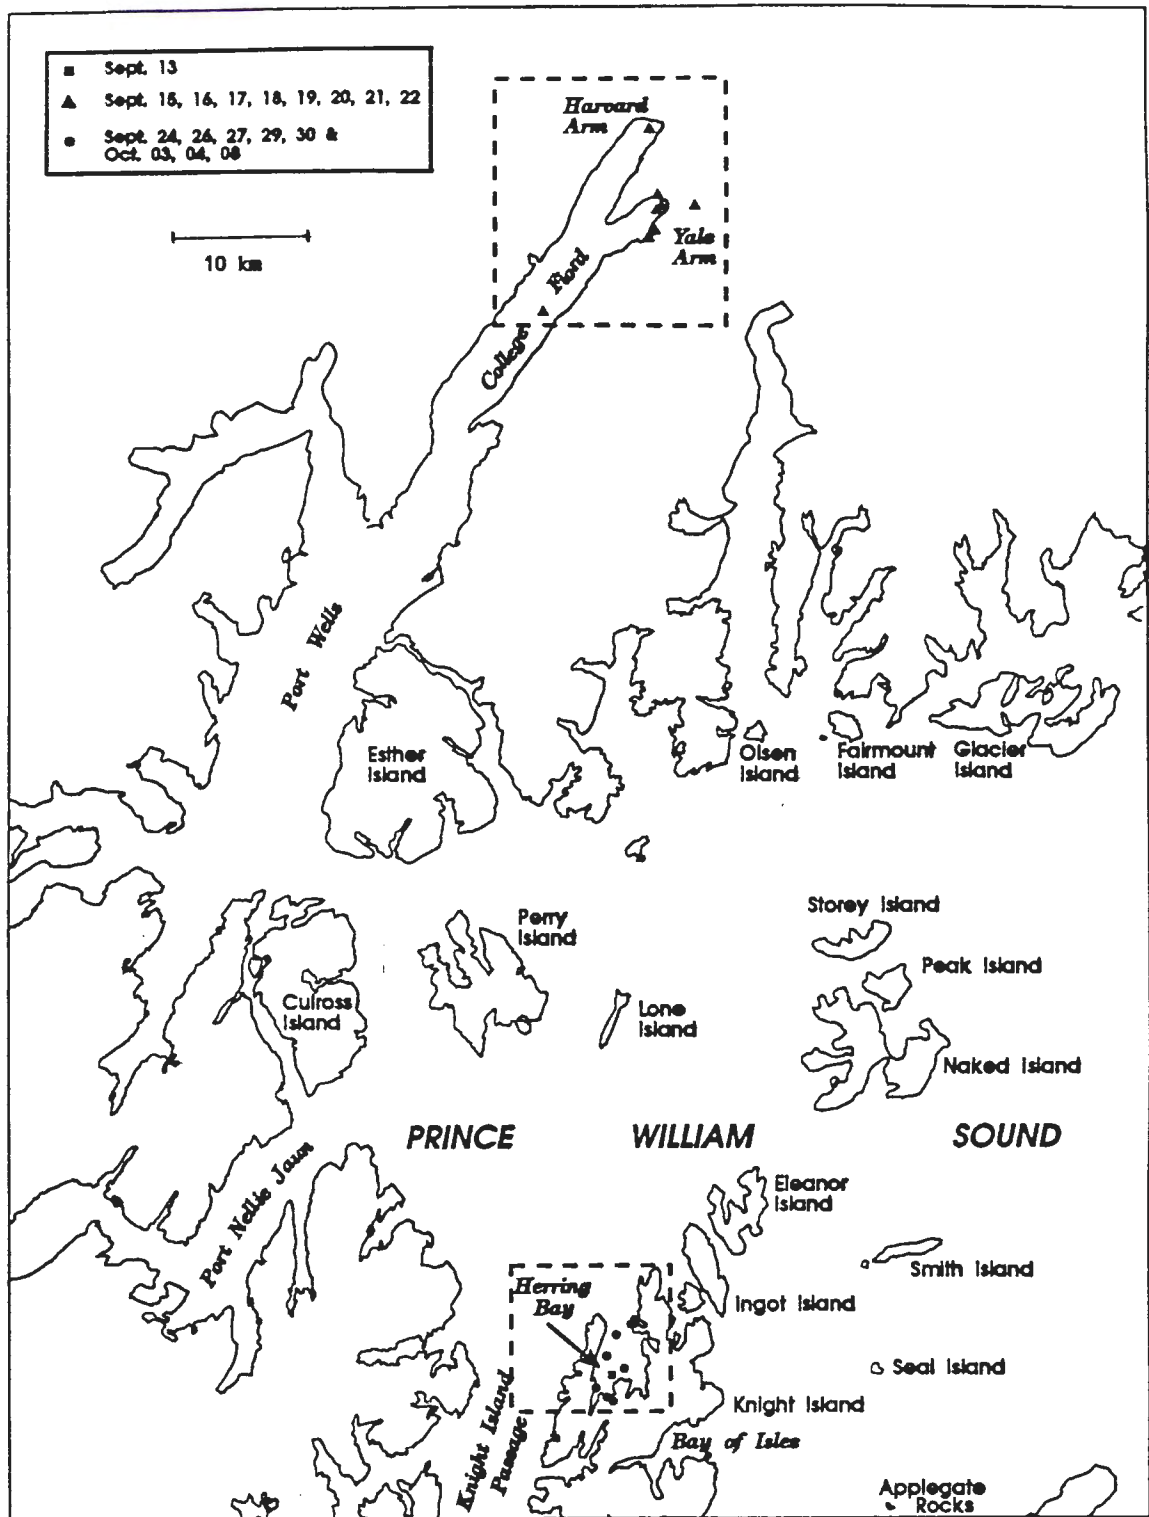 Sept. 13
Sept. 15, 16, 17, 18, 19, 20, 21, 22
Sept. 24, 26, 27, 29, 30 &
Oct. 03, 04, 08
10 km
Harvard
Arm
Yale
Arm
College Fiord
Port Wells
Esther
Island
Olsen
Island
Fairmount
Island
Glacier
Island
Storey Island
Peak Island
Naked Island
Perry
Island
Lone
Island
Culross
Island
PRINCE WILLIAM SOUND
Port Nellie Jaun
Eleanor
Island
Smith Island
Ingot Island
Herring
Bay
Seal Island
Knight Island
Bay of Isles
Knight Island
Passage
Applegate
Rocks